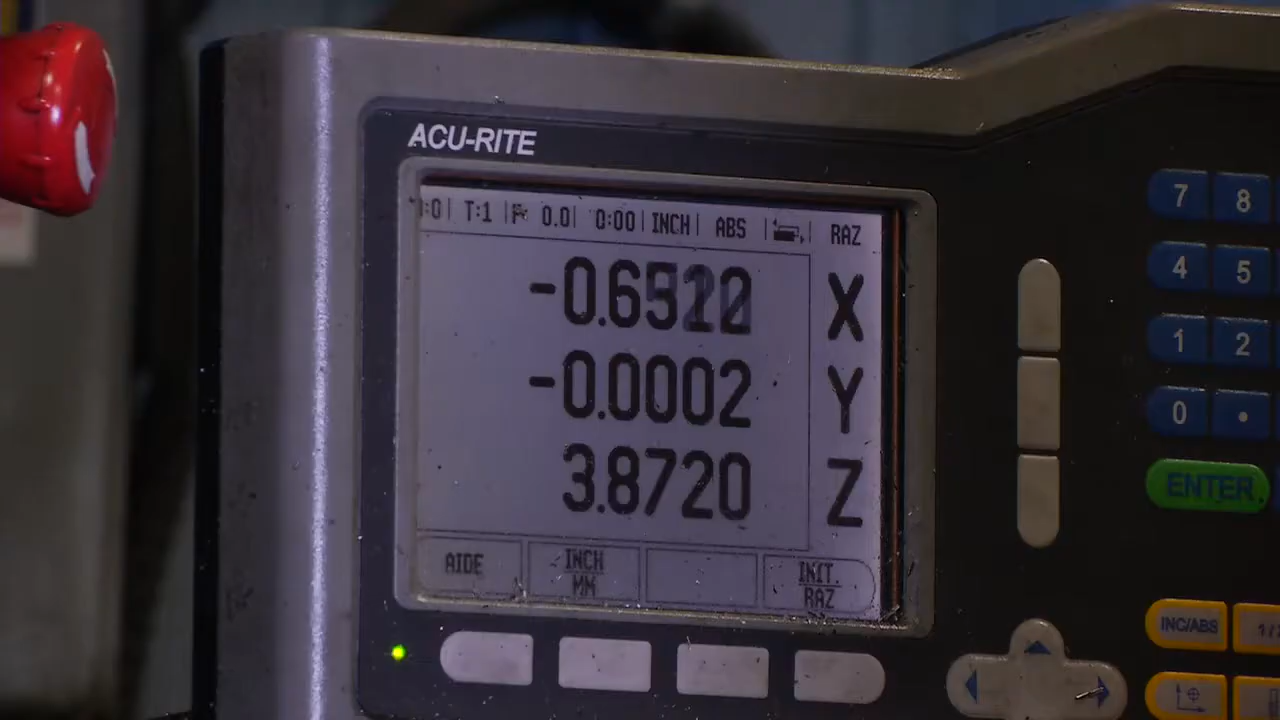 ACU-RITE
:0| T:1 |F: 0.0| 0:00 | INCH | ABS | RAZ
-0.6512 X
-0.0002 Y
3.8720 Z
AIDE
INCH
MM
INIT.
RAZ
7 8
4 5
1 2
0 .
ENTER
INC/ABS